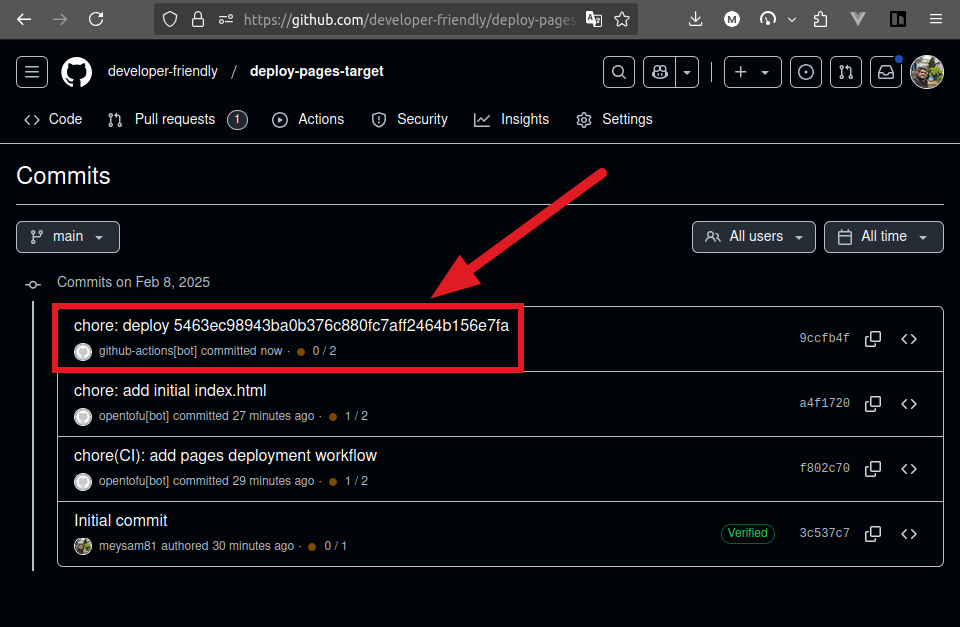 https://github.com/developer-friendly/deploy-pages
developer-friendly / deploy-pages-target
Code Pull requests 1 Actions Security Insights Settings
Commits
main All users All time
Commits on Feb 8, 2025
chore: deploy 5463ec98943ba0b376c880fc7aff2464b156e7fa
github-actions[bot] committed now · 0 / 2
9ccfb4f
chore: add initial index.html
opentofu[bot] committed 27 minutes ago · 1 / 2
a4f1720
chore(CI): add pages deployment workflow
opentofu[bot] committed 29 minutes ago · 1 / 2
f802c70
Initial commit
meysam81 authored 30 minutes ago · 0 / 1
Verified 3c537c7